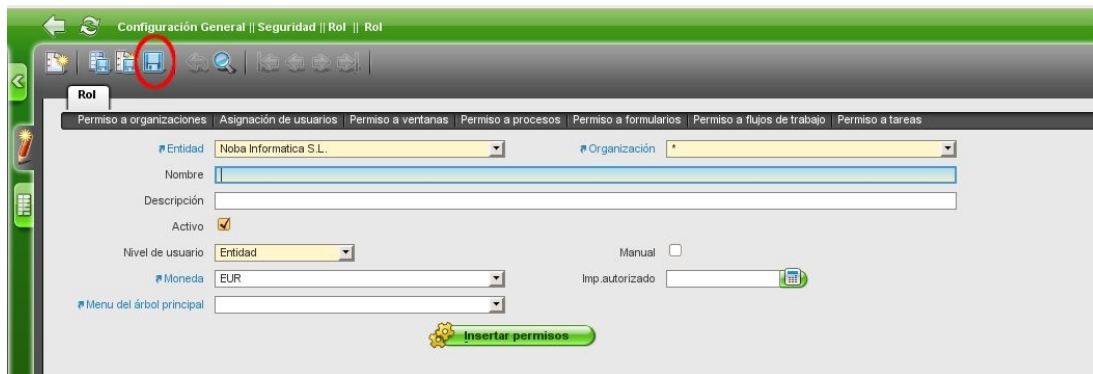 Configuración General || Seguridad || Rol || Rol
Rol
Permiso a organizaciones Asignación de usuarios Permiso a ventanas Permiso a procesos Permiso a formularios Permiso a flujos de trabajo Permiso a tareas
Entidad Noba Informatica S.L. Organización *
Nombre
Descripción
Activo
Nivel de usuario Entidad Manual
Moneda EUR Imp.autorizado
Menu del árbol principal
Insertar permisos